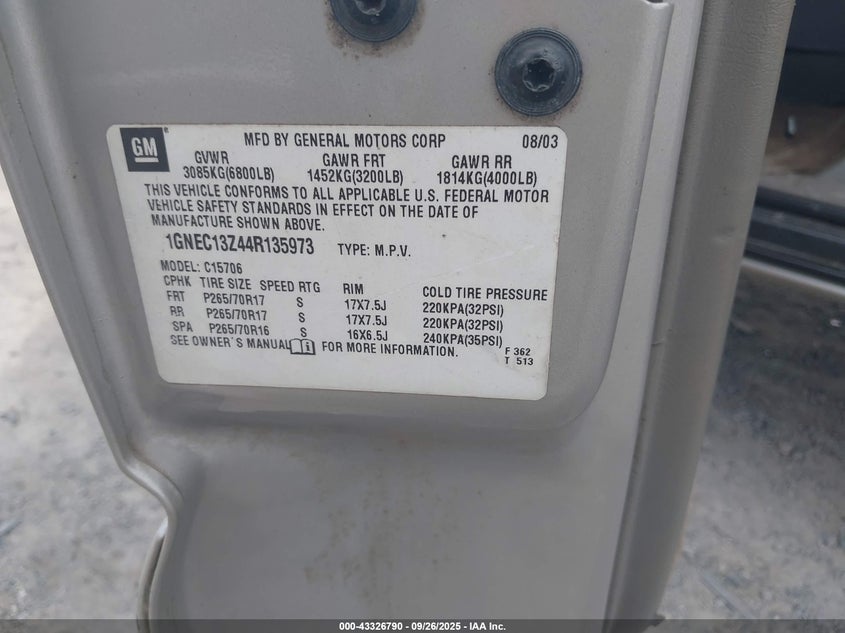 GM
MFD BY GENERAL MOTORS CORP 08/03
GVWR GAWR FRT GAWR RR
3085KG(6800LB) 1452KG(3200LB) 1814KG(4000LB)
THIS VEHICLE CONFORMS TO ALL APPLICABLE U.S. FEDERAL MOTOR
VEHICLE SAFETY STANDARDS IN EFFECT ON THE DATE OF
MANUFACTURE SHOWN ABOVE.
1GNEC13Z44R135973 TYPE: M.P.V.
MODEL: C15706
CPHK TIRE SIZE SPEED RTG RIM COLD TIRE PRESSURE
FRT P265/70R17 S 17X7.5J 220KPA(32PSI)
RR P265/70R17 S 17X7.5J 220KPA(32PSI)
SPA P265/70R16 S 16X6.5J 240KPA(35PSI)
SEE OWNER'S MANUAL FOR MORE INFORMATION.
F 362
T 513
000-43326790 - 09/26/2025 - IAA Inc.